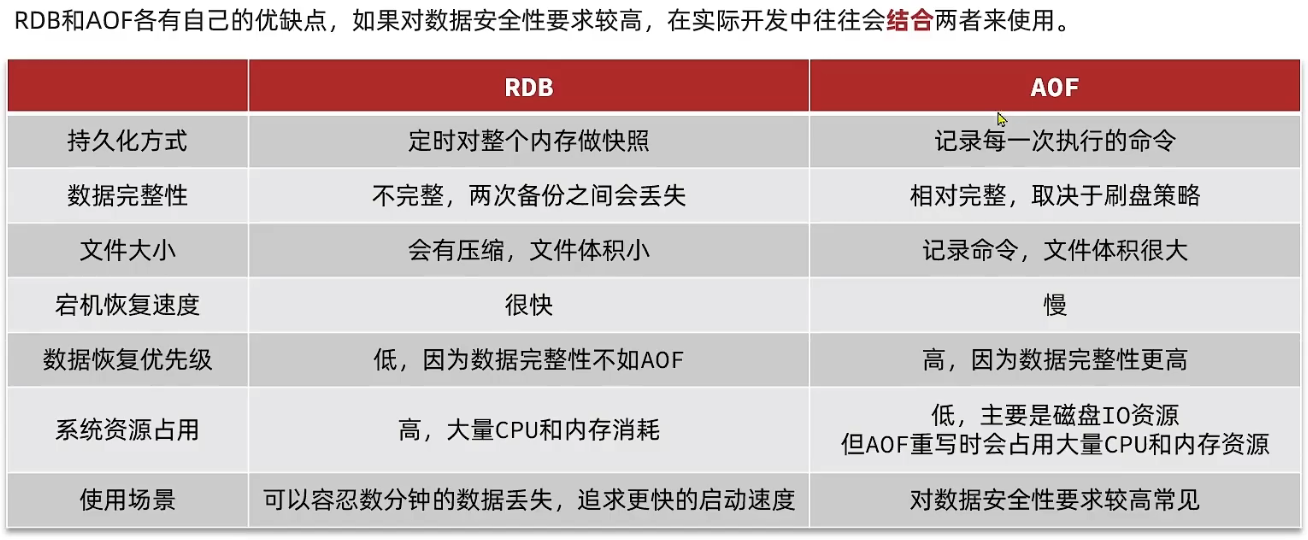 RDB和AOF各有自己的优缺点，如果对数据安全性要求较高，在实际开发中往往会结合两者来使用。
RDB AOF
持久化方式 定时对整个内存做快照 记录每一次执行的命令
数据完整性 不完整，两次备份之间会丢失 相对完整，取决于刷盘策略
文件大小 会有压缩，文件体积小 记录命令，文件体积很大
宕机恢复速度 很快 慢
数据恢复优先级 低，因为数据完整性不如AOF 高，因为数据完整性更高
系统资源占用 高，大量CPU和内存消耗 低，主要是磁盘IO资源
但AOF重写时会占用大量CPU和内存资源
使用场景 可以容忍数分钟的数据丢失，追求更快的启动速度 对数据安全性要求较高常见